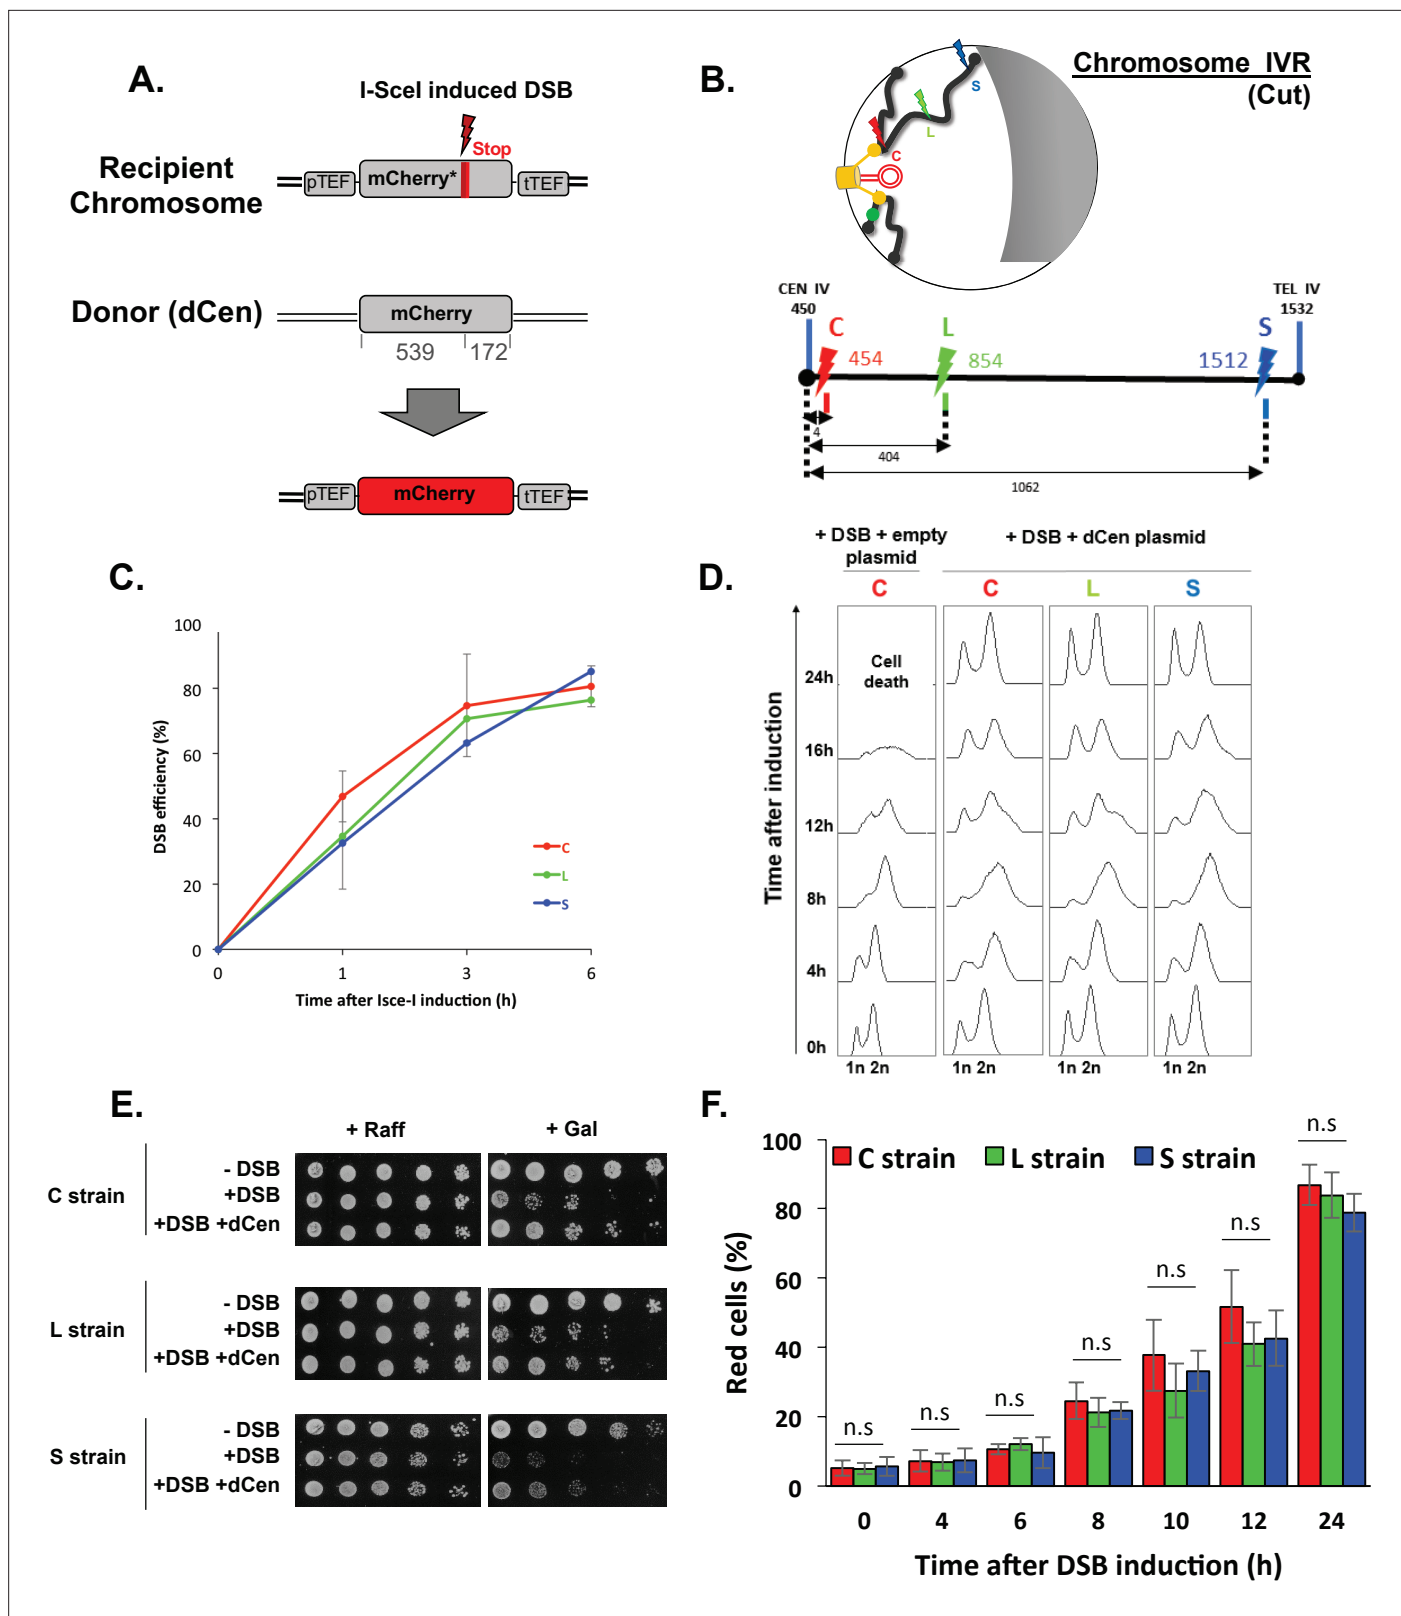 A.
I-SceI induced DSB
Stop
Recipient
Chromosome
pTEF
mCherry*
tTEF
Donor (dCen)
mCherry
539
172
pTEF
mCherry
tTEF
B.
Chromosome IVR
(Cut)
S
L
C
CEN IV
450
TEL IV
1532
C
L
S
454
854
1512
4
404
1062
C.
100
80
60
40
20
0
DSB efficiency (%)
C
L
S
0
1
3
6
Time after Isce-I induction (h)
D.
+ DSB + empty
plasmid
+ DSB + dCen plasmid
C
C
L
S
Time after induction
24h
Cell
death
16h
12h
8h
4h
0h
1n 2n
1n 2n
1n 2n
1n 2n
E.
+ Raff
+ Gal
C strain
- DSB
+DSB
+DSB +dCen
L strain
- DSB
+DSB
+DSB +dCen
S strain
- DSB
+DSB
+DSB +dCen
F.
100
80
60
40
20
0
Red cells (%)
C strain
L strain
S strain
n.s
n.s
n.s
n.s
n.s
n.s
n.s
0
4
6
8
10
12
24
Time after DSB induction (h)